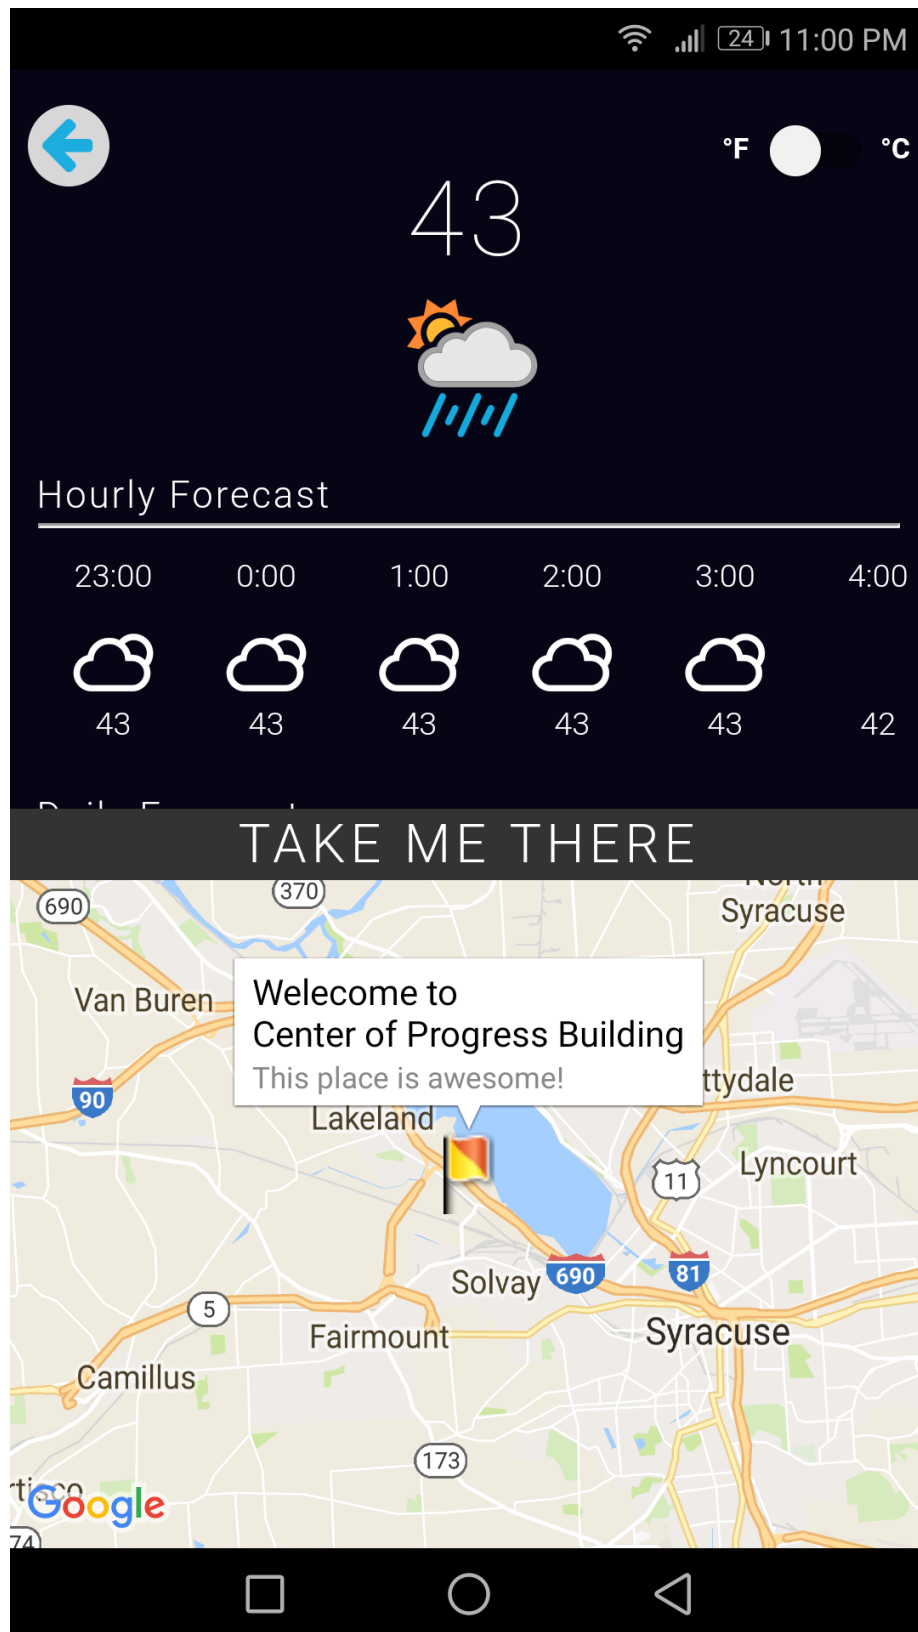 24 11:00 PM
°F °C
43
Hourly Forecast
23:00 0:00 1:00 2:00 3:00 4:00
43 43 43 43 43 42
TAKE ME THERE
690 370 North
Syracuse
Van Buren
Welecome to
Center of Progress Building
This place is awesome!
90
ttydale
Lakeland
Lyncourt
11
Solvay 690 81
5
Fairmount
Syracuse
Camillus
173
tisco
Google
74